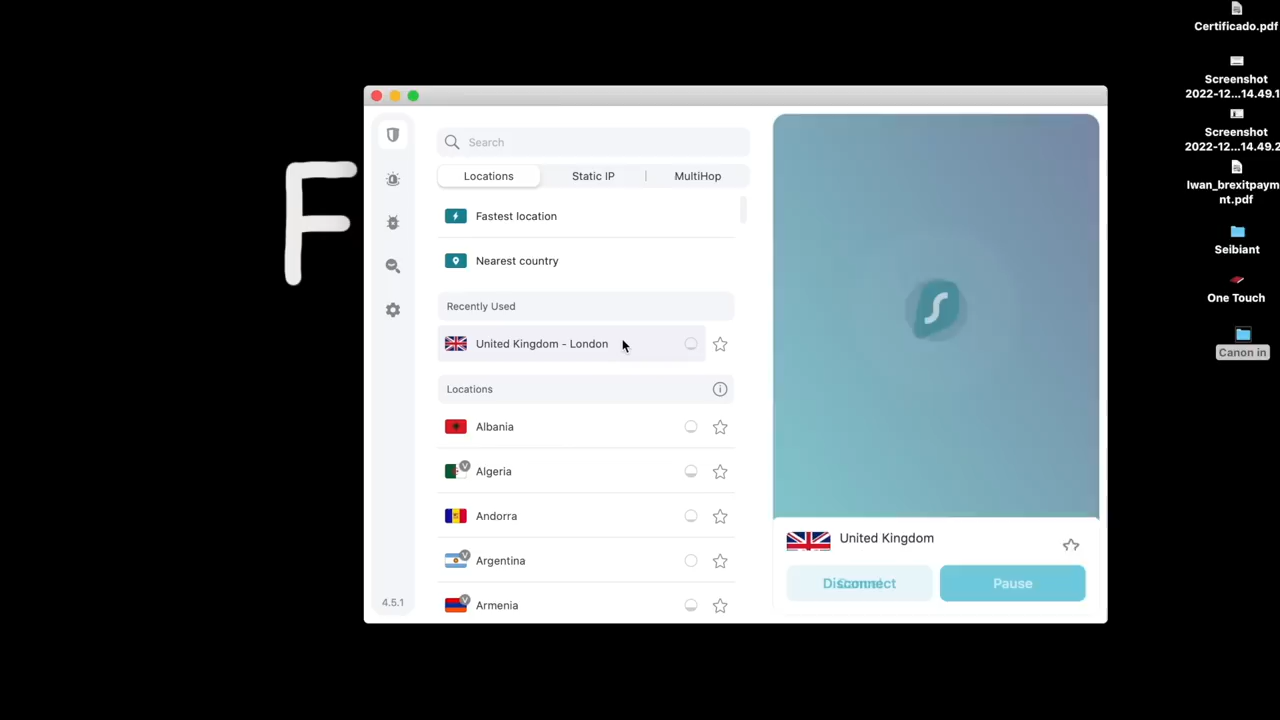 Certificado.pdf
Screenshot
2022-12...14.49.1
Screenshot
2022-12...14.49.2
Iwan_brexitpaym
nt.pdf
Seibiant
One Touch
Canon in
F
Search
Locations
Static IP
MultiHop
Fastest location
Nearest country
Recently Used
United Kingdom - London
Locations
Albania
V
Algeria
Andorra
V
Argentina
V
Armenia
4.5.1
United Kingdom
Disconnect
Pause